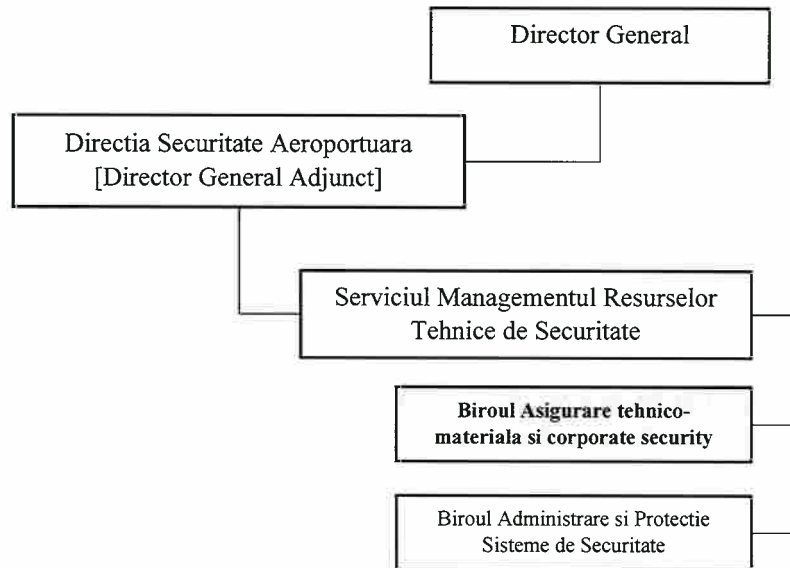 Director General
Directia Securitate Aeroportuara
[Director General Adjunct]
Serviciul Managementul Resurselor
Tehnice de Securitate
Biroul Asigurare tehnico-
materiala si corporate security
Biroul Administrare si Protectie
Sisteme de Securitate